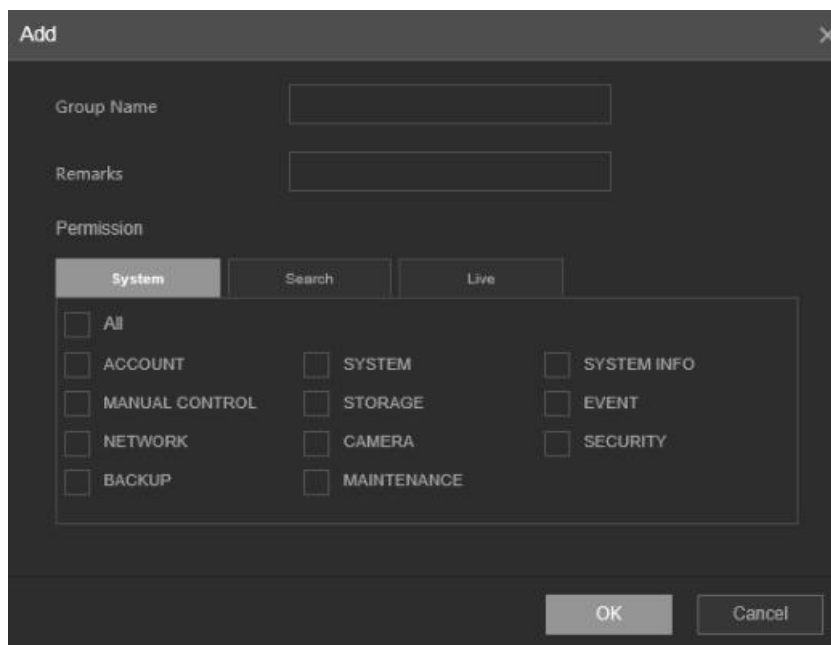 Add
Group Name
Remarks
Permission
System Search Live
All
ACCOUNT SYSTEM SYSTEM INFO
MANUAL CONTROL STORAGE EVENT
NETWORK CAMERA SECURITY
BACKUP MAINTENANCE
OK Cancel